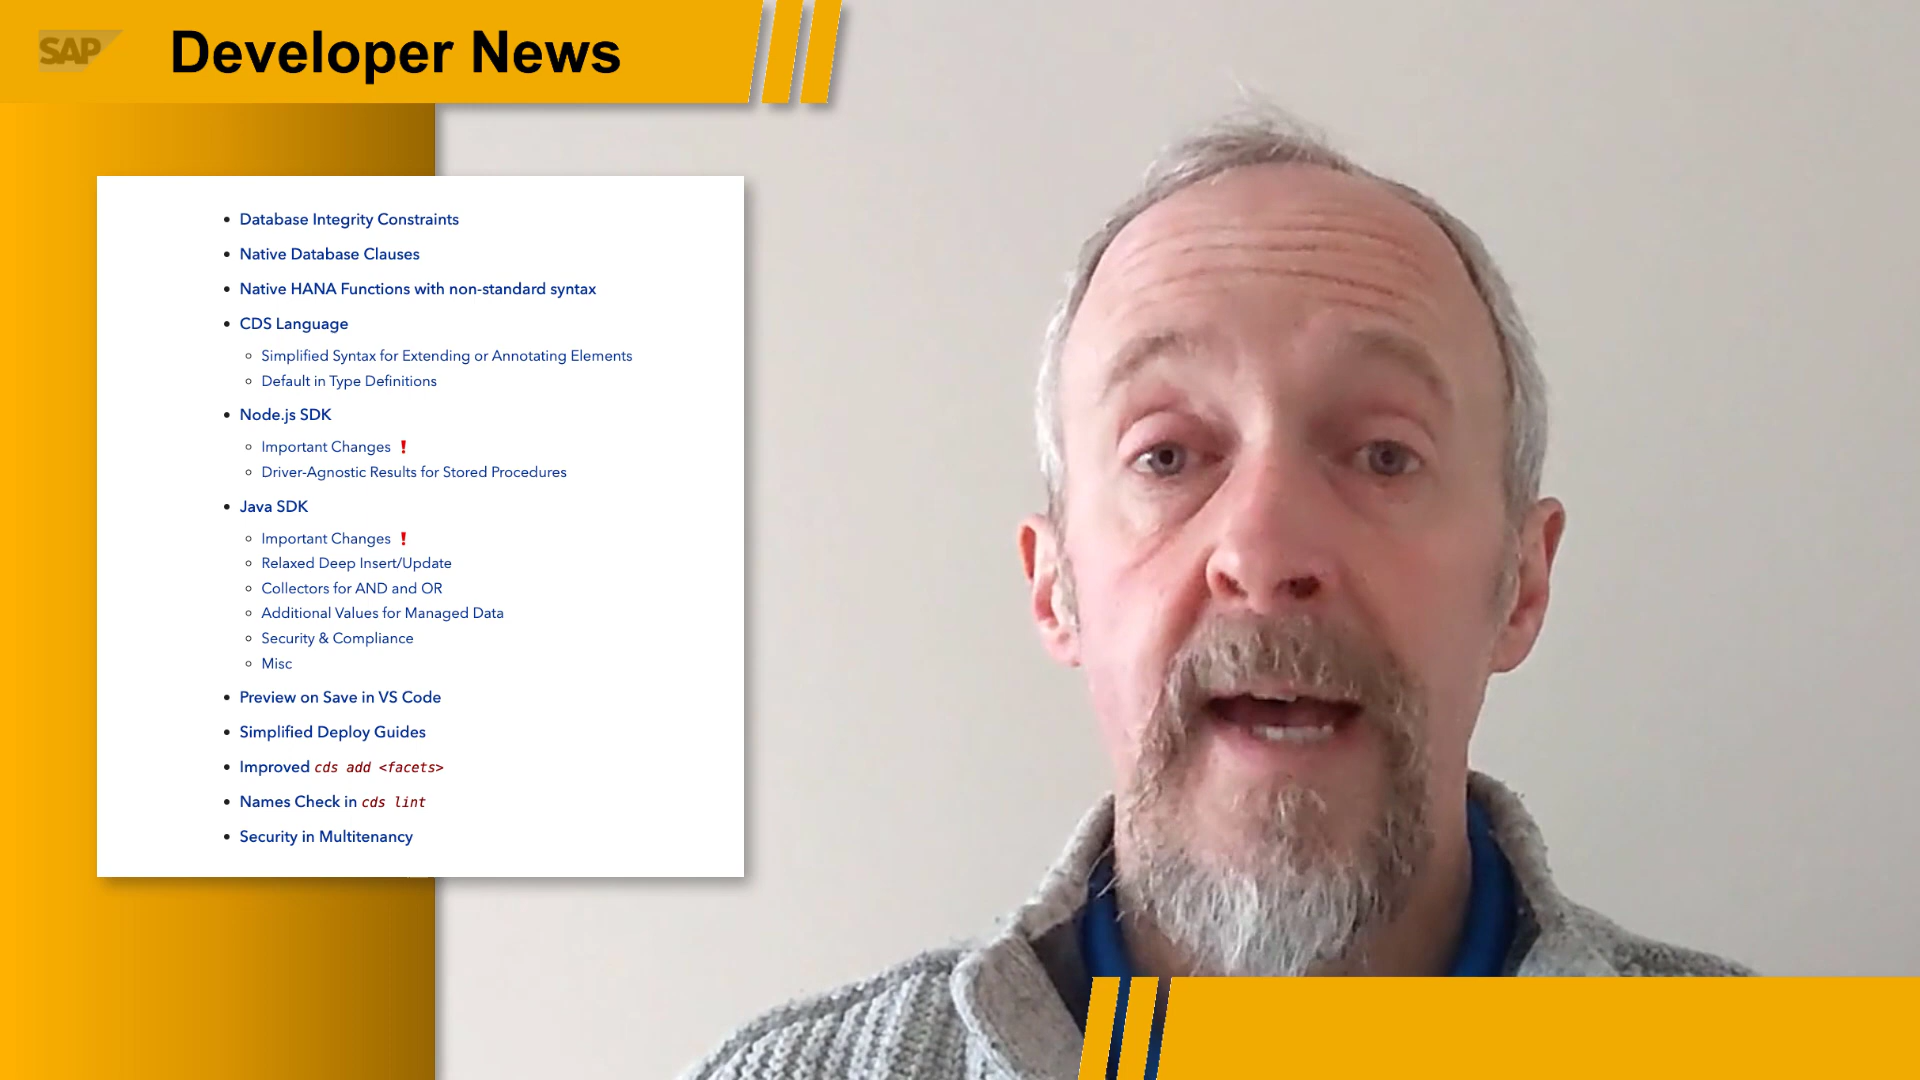 SAP
Developer News
Database Integrity Constraints
Native Database Clauses
Native HANA Functions with non-standard syntax
CDS Language
Simplified Syntax for Extending or Annotating Elements
Default in Type Definitions
Node.js SDK
Important Changes ❗
Driver-Agnostic Results for Stored Procedures
Java SDK
Important Changes ❗
Relaxed Deep Insert/Update
Collectors for AND and OR
Additional Values for Managed Data
Security & Compliance
Misc
Preview on Save in VS Code
Simplified Deploy Guides
Improved cds add <facets>
Names Check in cds lint
Security in Multitenancy